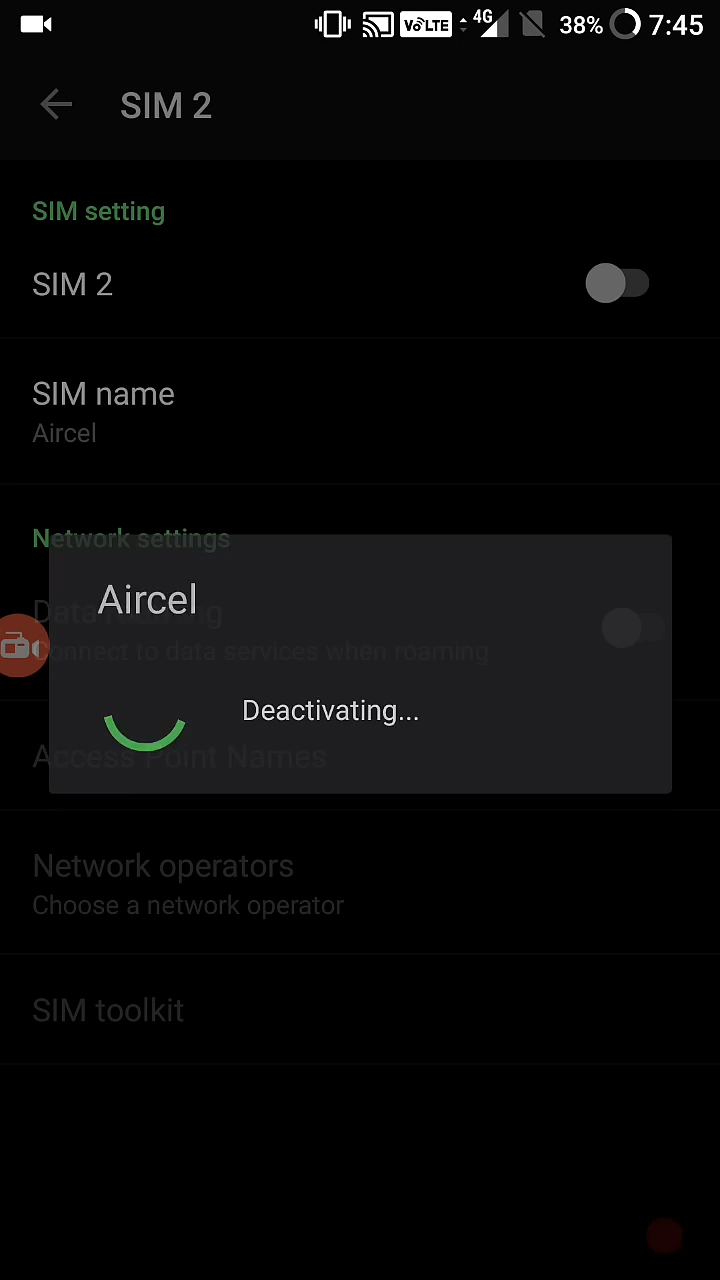 VoLTE 4G 38% 7:45
SIM 2
SIM setting
SIM 2
SIM name
Aircel
Network settings
Aircel
Data roaming
Connect to data services when roaming
Deactivating...
Access Point Names
Network operators
Choose a network operator
SIM toolkit